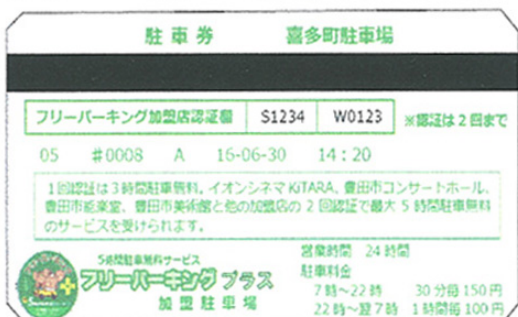 駐車券 喜多町駐車場
フリーパーキング加盟店認証欄 S1234 W0123 ※認証は2回まで
05 #0008 A 16-06-30 14:20
1回認証は3時間駐車無料。イオンシネマ KiTARA、豊田市コンサートホール、
豊田市能楽堂、豊田市美術館と他の加盟店の2回認証で最大5時間駐車無料
のサービスを受けられます。
5時間駐車無料サービス
フリーパーキングプラス
加盟駐車場
営業時間 24時間
駐車料金
7時~22時 30分毎150円
22時~翌7時 1時間毎100円